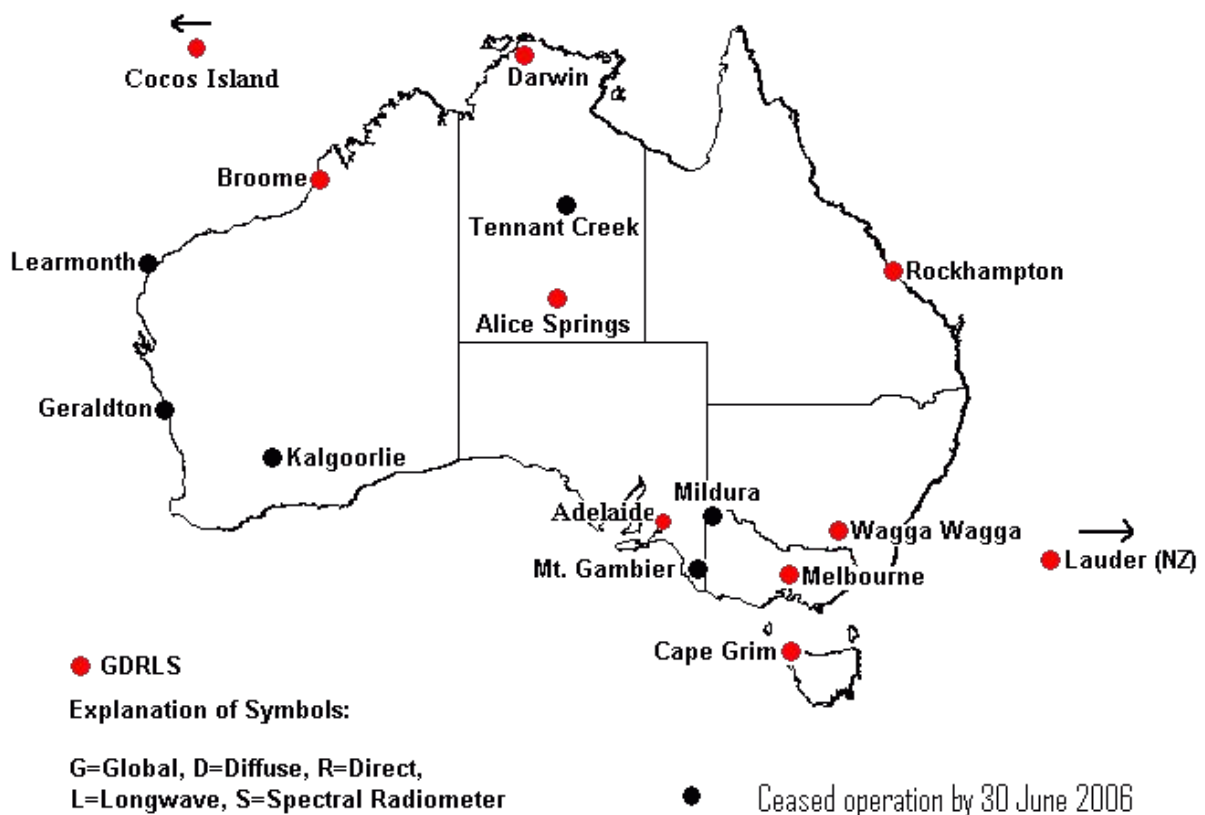 Cocos Island
Darwin
Broome
Tennant Creek
Learmonth
Rockhampton
Alice Springs
Geraldton
Kalgoorlie
Mildura
Adelaide
Wagga Wagga
Mt. Gambier
Melbourne
Lauder (NZ)
Cape Grim
GDRLS
Explanation of Symbols:
G=Global, D=Diffuse, R=Direct,
L=Longwave, S=Spectral Radiometer
Ceased operation by 30 June 2006